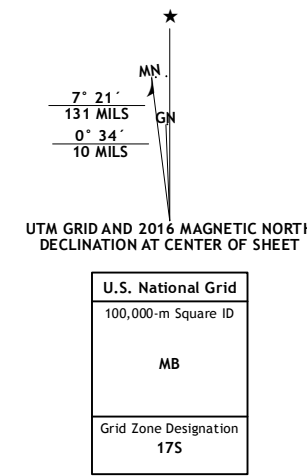 ★
MN
7° 21´
131 MILS
GN
0° 34´
10 MILS
UTM GRID AND 2016 MAGNETIC NORTH
DECLINATION AT CENTER OF SHEET
U.S. National Grid
100,000-m Square ID
MB
Grid Zone Designation
17S